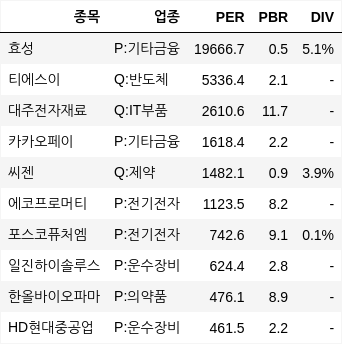 종목 업종 PER PBR DIV
효성 P:기타금융 19666.7 0.5 5.1%
티에스이 Q:반도체 5336.4 2.1 -
대주전자재료 Q:IT부품 2610.6 11.7 -
카카오페이 P:기타금융 1618.4 2.2 -
씨젠 Q:제약 1482.1 0.9 3.9%
에코프로머티 P:전기전자 1123.5 8.2 -
포스코퓨처엠 P:전기전자 742.6 9.1 0.1%
일진하이솔루스 P:운수장비 624.4 2.8 -
한올바이오파마 P:의약품 476.1 8.9 -
HD현대중공업 P:운수장비 461.5 2.2 -